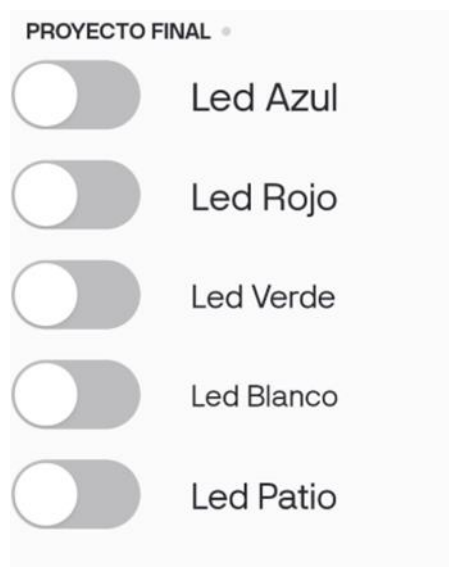 PROYECTO FINAL
Led Azul
Led Rojo
Led Verde
Led Blanco
Led Patio